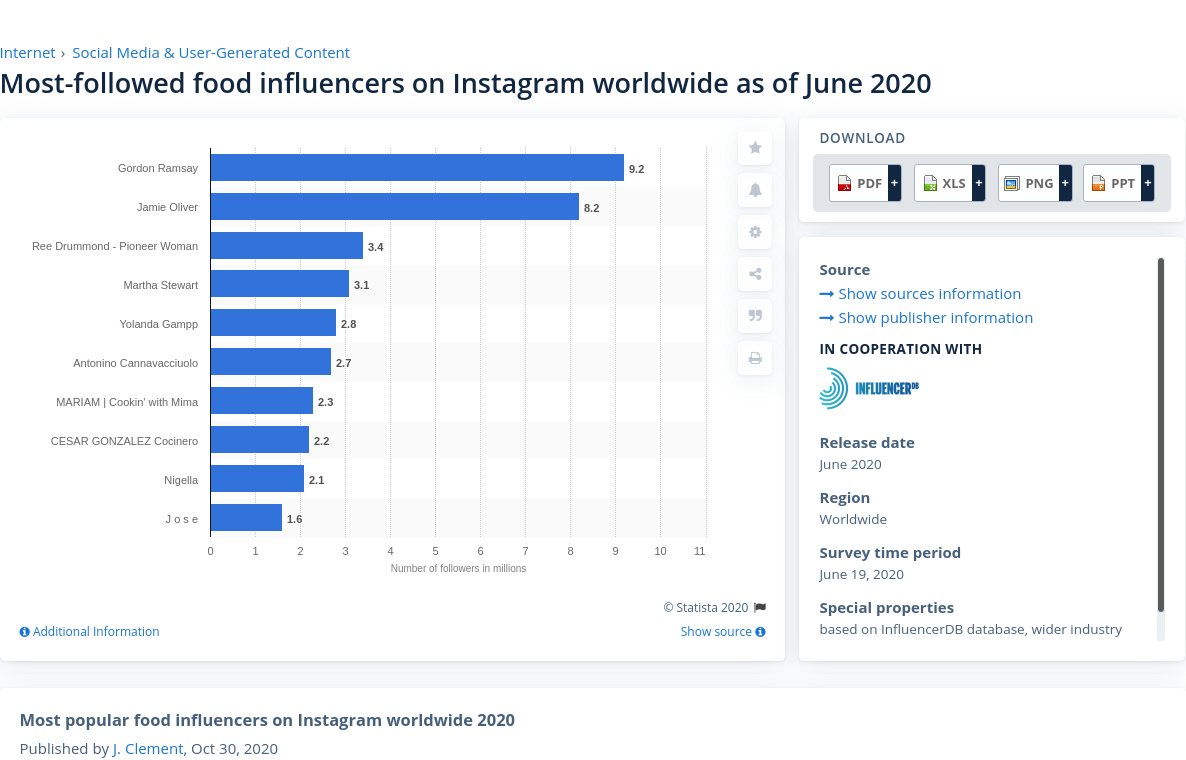 Internet › Social Media & User-Generated Content
Most-followed food influencers on Instagram worldwide as of June 2020
Gordon Ramsay 9.2
Jamie Oliver 8.2
Ree Drummond - Pioneer Woman 3.4
Martha Stewart 3.1
Yolanda Gampp 2.8
Antonino Cannavacciuolo 2.7
MARIAM | Cookin' with Mima 2.3
CESAR GONZALEZ Cocinero 2.2
Nigella 2.1
J o s e 1.6
0 1 2 3 4 5 6 7 8 9 10 11
Number of followers in millions
© Statista 2020
Additional Information
Show source
DOWNLOAD
PDF + XLS + PNG + PPT +
Source
Show sources information
Show publisher information
IN COOPERATION WITH
INFLUENCERDB
Release date
June 2020
Region
Worldwide
Survey time period
June 19, 2020
Special properties
based on InfluencerDB database, wider industry
Most popular food influencers on Instagram worldwide 2020
Published by J. Clement, Oct 30, 2020